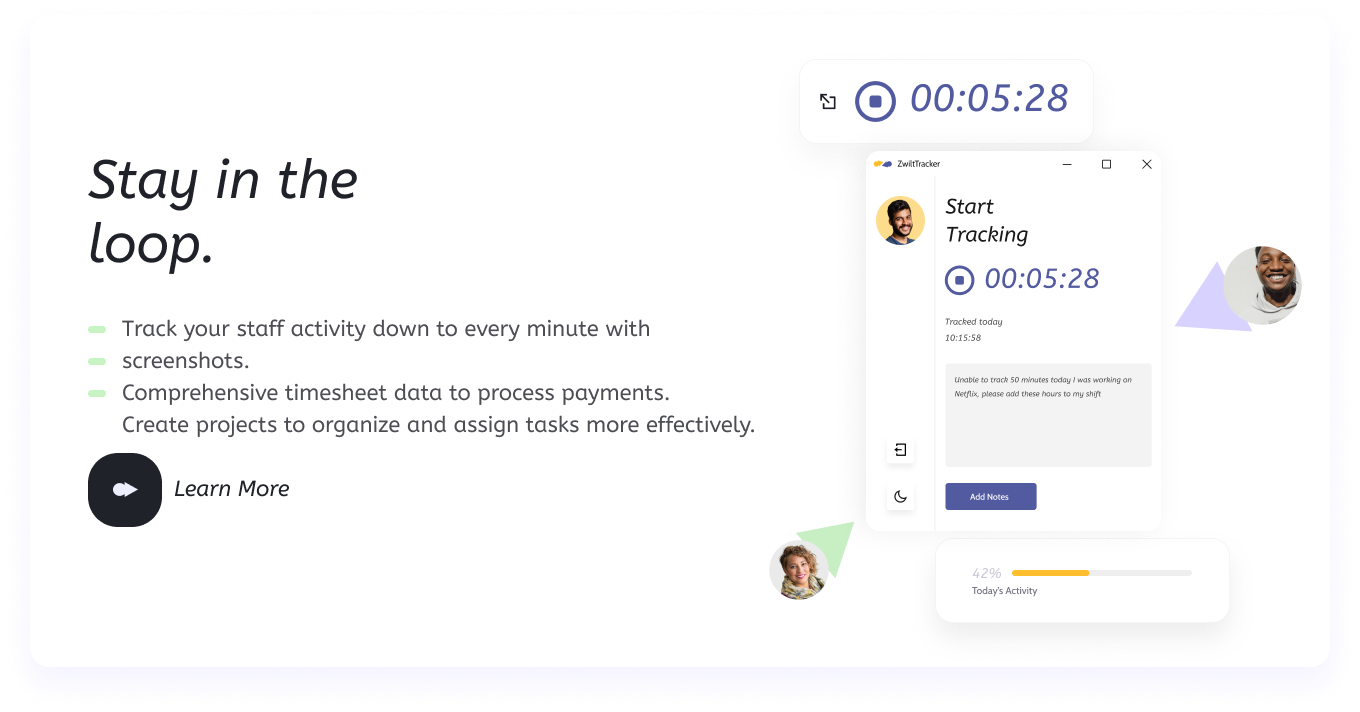 Stay in the
loop.
Track your staff activity down to every minute with
screenshots.
Comprehensive timesheet data to process payments.
Create projects to organize and assign tasks more effectively.
Learn More
00:05:28
ZwiltTracker
Start
Tracking
00:05:28
Tracked today
10:15:58
Unable to track 50 minutes today I was working on
Netflix, please add these hours to my shift
Add Notes
42%
Today's Activity